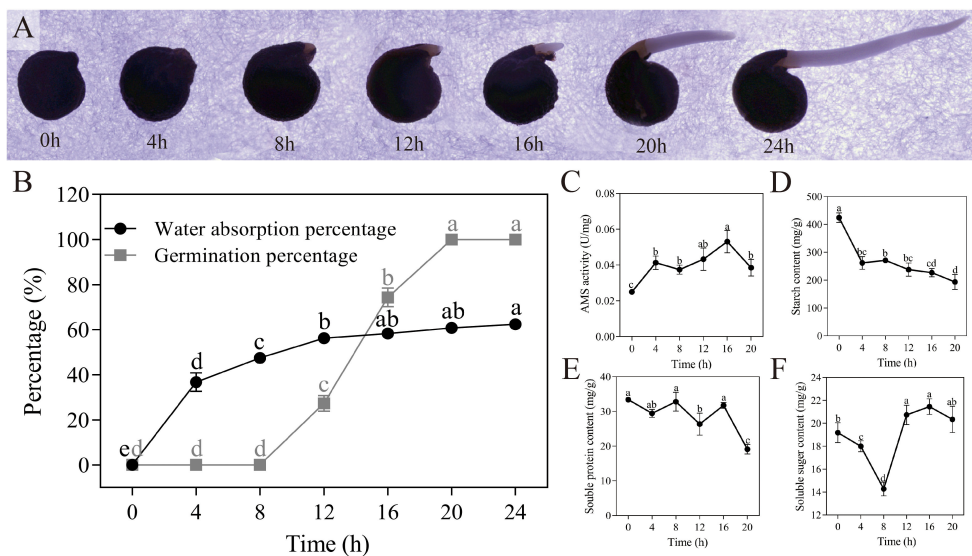 A
0h 4h 8h 12h 16h 20h 24h
B
120
100
80
60
40
20
0
Percentage (%)
Water absorption percentage
Germination percentage
e d d c b ab ab a
d d d c b a a
0 4 8 12 16 20 24
Time (h)
C
0.08
0.06
0.04
0.02
0.00
AMS activity (U/mg)
c b b ab a b
0 4 8 12 16 20
Time (h)
D
500
400
300
200
100
0
Starch content (mg/g)
a bc b bc cd d
0 4 8 12 16 20
Time (h)
E
40
30
20
10
0
Souble protein content (mg/g)
a ab a b a c
0 4 8 12 16 20
Time (h)
F
24
22
20
18
16
14
12
Soluble suger content (mg/g)
b c d a a ab
0 4 8 12 16 20
Time (h)